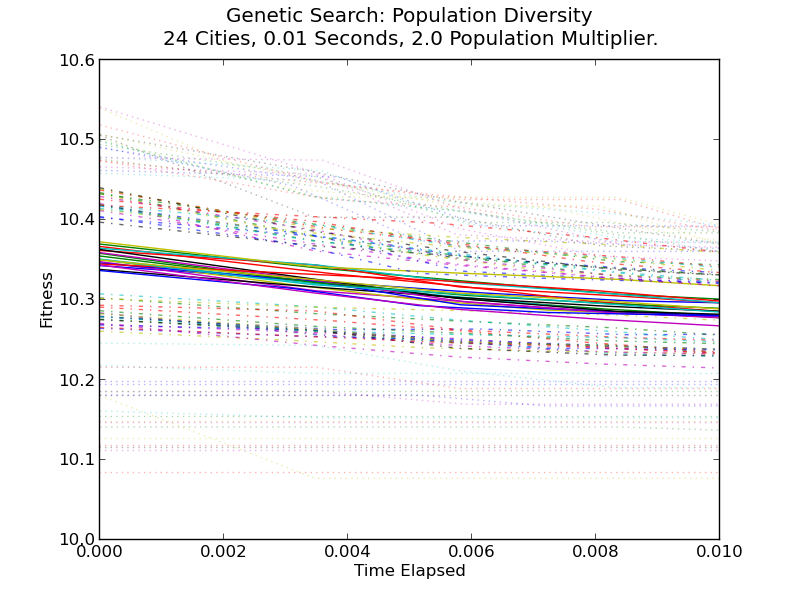 Genetic Search: Population Diversity
24 Cities, 0.01 Seconds, 2.0 Population Multiplier.
10.6
10.5
10.4
10.3
10.2
10.1
10.0
Fitness
0.000 0.002 0.004 0.006 0.008 0.010
Time Elapsed